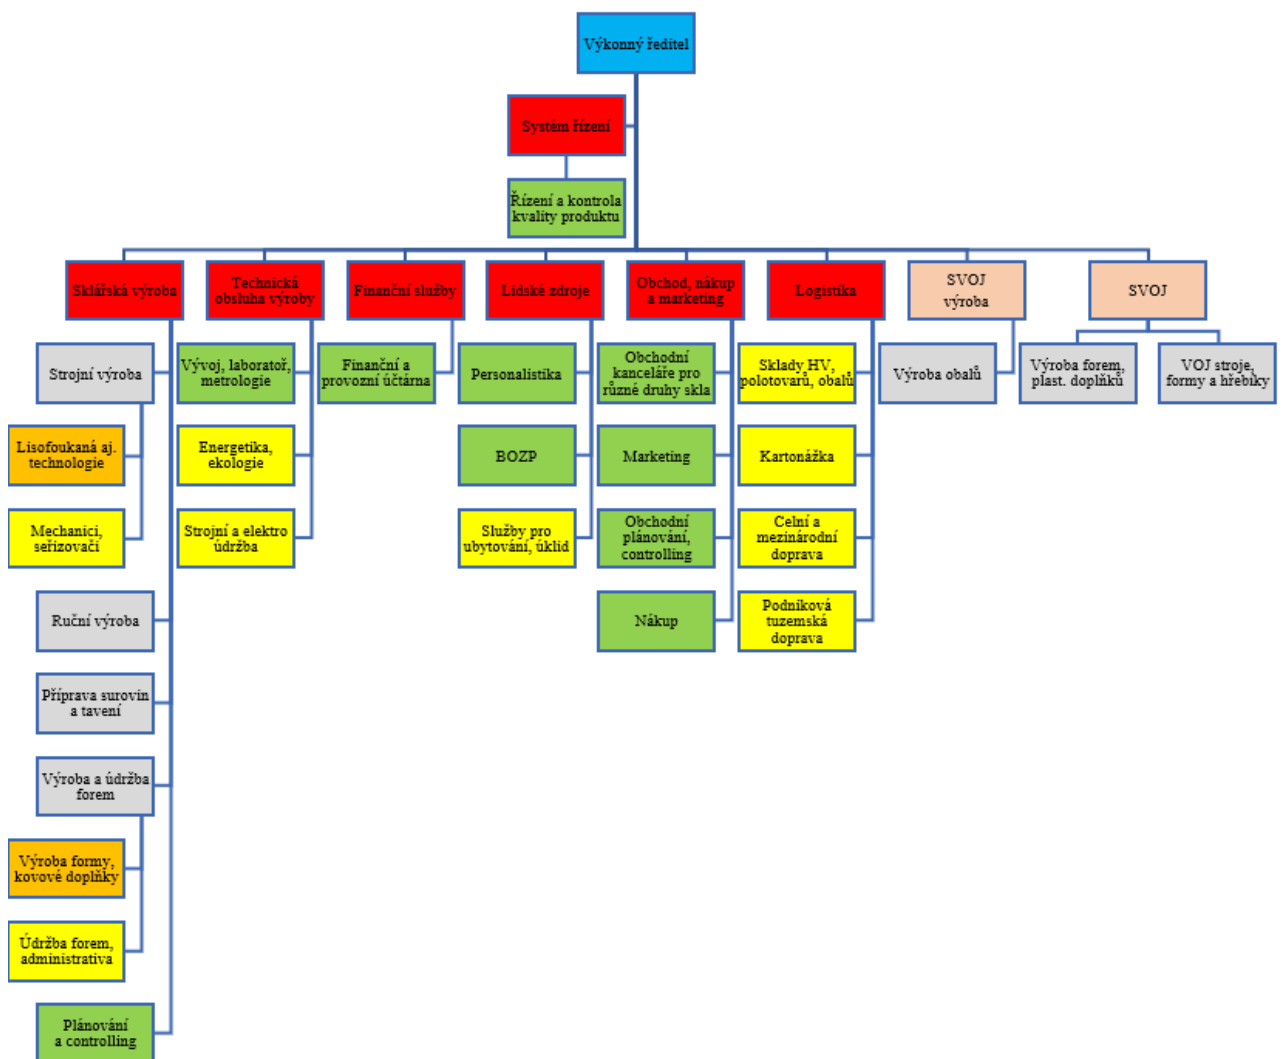 Výkonný ředitel
Systém řízení
Řízení a kontrola
kvality produktu
Sklářská výroba
Technická
obsluha výroby
Finanční služby
Lidské zdroje
Obchod, nákup
a marketing
Logistika
SVOJ
výroba
SVOJ
Strojní výroba
Vývoj, laboratoř,
metrologie
Finanční a
provozní účtárna
Personalistika
Obchodní
kanceláře pro
různé druhy skla
Sklady HV,
polotovarů, obalů
Výroba obalů
Výroba forem,
plast. doplňků
VOJ stroje,
formy a hřebíky
Lisofoukaná aj.
technologie
Energetika,
ekologie
BOZP
Marketing
Kartonážka
Mechanici,
seřizovači
Strojní a elektro
údržba
Služby pro
ubytování, úklid
Obchodní
plánování,
controlling
Celní a
mezinárodní
doprava
Ruční výroba
Nákup
Podniková
tuzemská
doprava
Příprava surovin
a tavení
Výroba a údržba
forem
Výroba formy,
kovové doplňky
Údržba forem,
administrativa
Plánování
a controlling